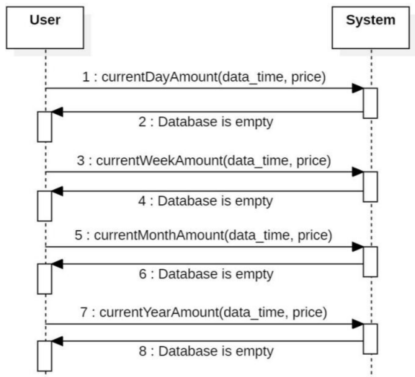 User
System
1 : currentDayAmount(data_time, price)
2 : Database is empty
3 : currentWeekAmount(data_time, price)
4 : Database is empty
5 : currentMonthAmount(data_time, price)
6 : Database is empty
7 : currentYearAmount(data_time, price)
8 : Database is empty